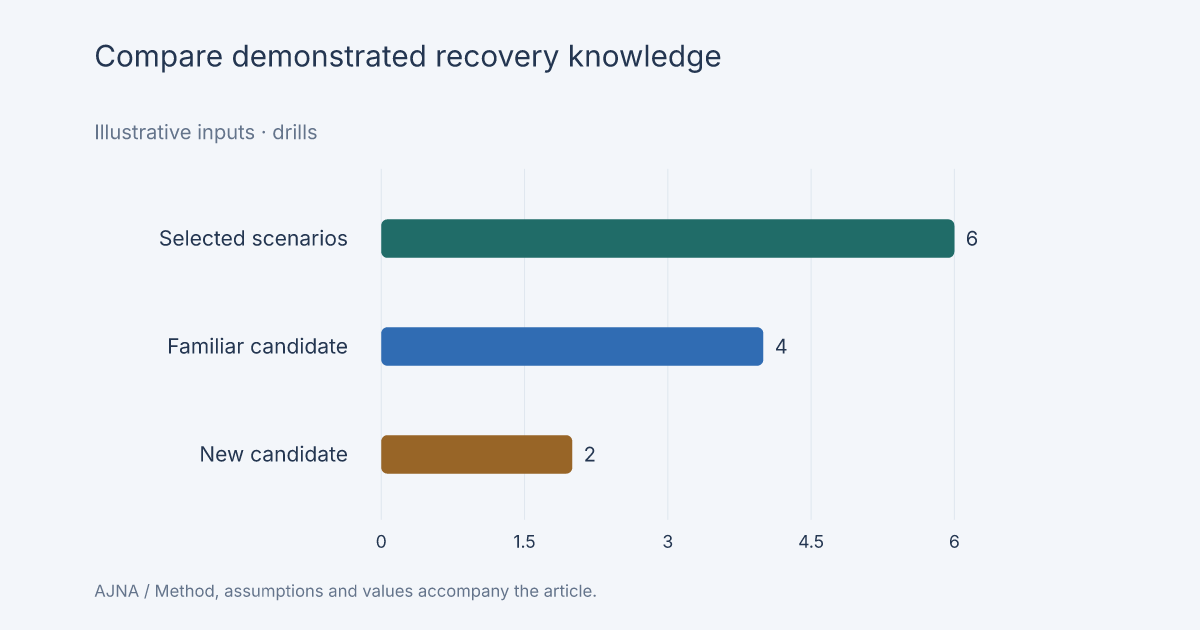 Compare demonstrated recovery knowledge
Illustrative inputs · drills
Selected scenarios 6
Familiar candidate 4
New candidate 2
0 1.5 3 4.5 6
AJNA / Method, assumptions and values accompany the article.